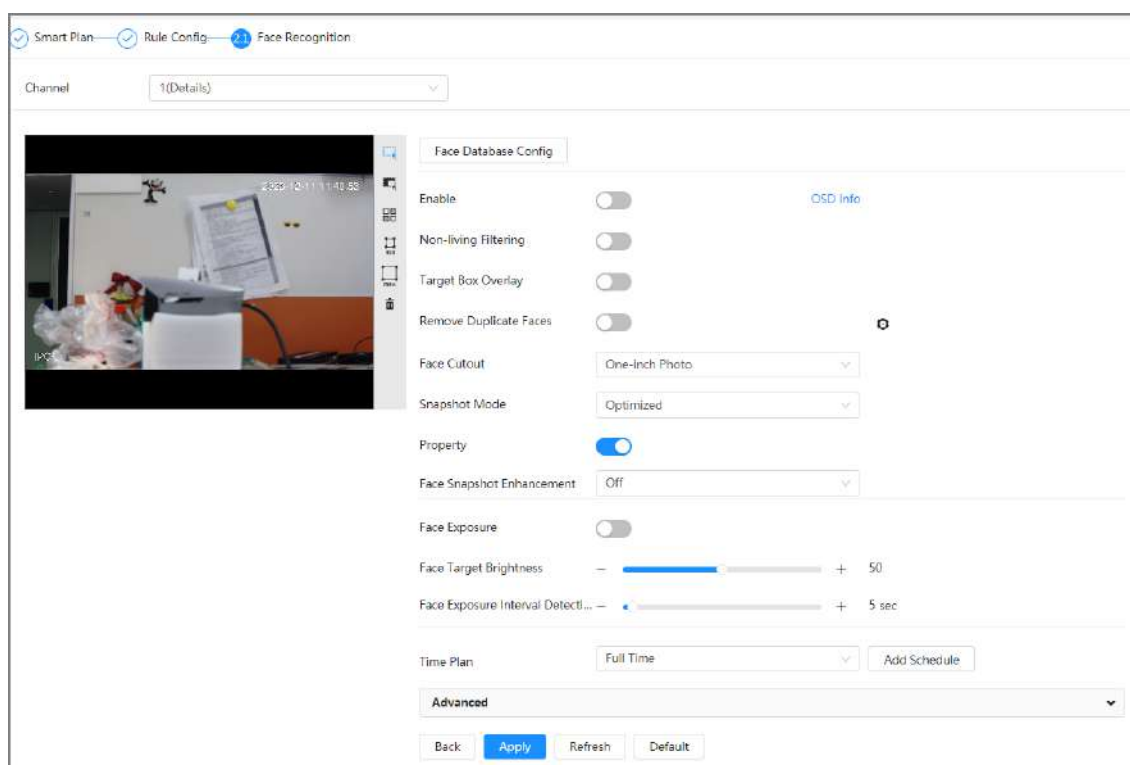 Smart Plan Rule Config 2.1 Face Recognition
Channel 1(Details)
Face Database Config
Enable OSD Info
Non-living Filtering
Target Box Overlay
Remove Duplicate Faces
Face Cutout One-inch Photo
Snapshot Mode Optimized
Property
Face Snapshot Enhancement Off
Face Exposure
Face Target Brightness − + 50
Face Exposure Interval Detecti... − + 5 sec
Time Plan Full Time Add Schedule
Advanced
Back Apply Refresh Default